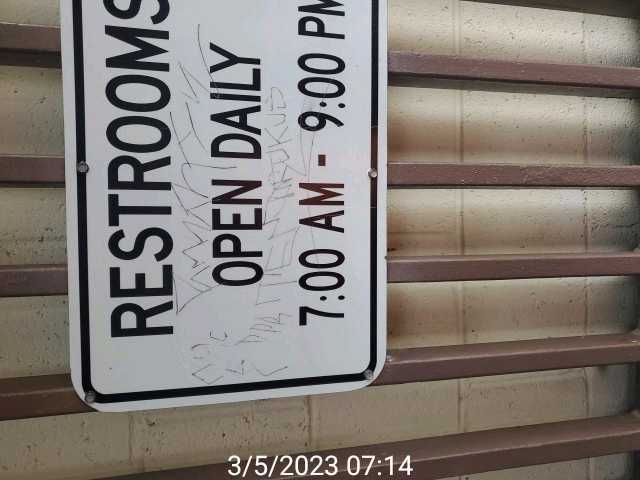 RESTROOMS
OPEN DAILY
7:00 AM - 9:00 PM
3/5/2023 07:14